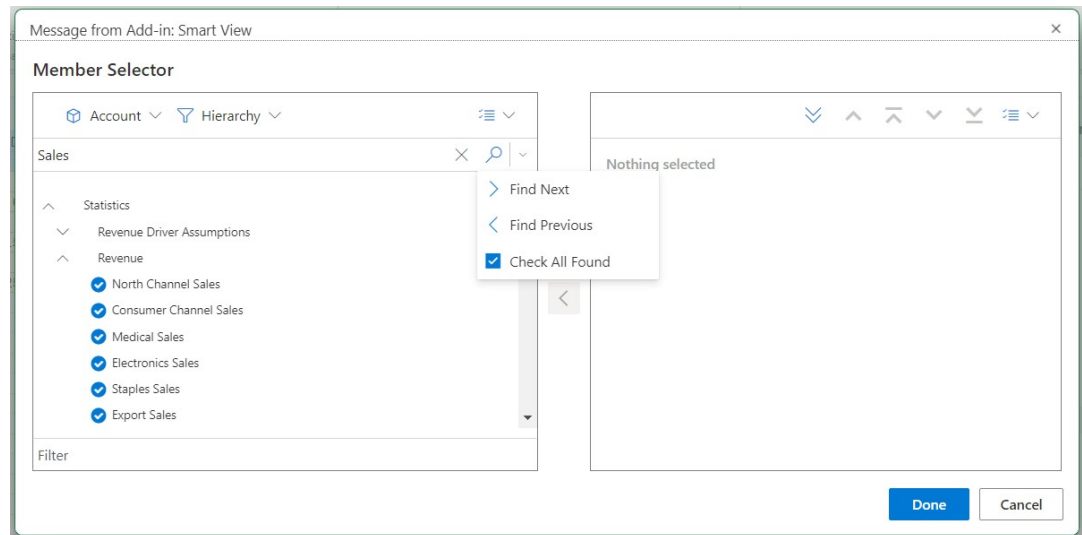 Message from Add-in: Smart View
Member Selector
Account
Hierarchy
Sales
Nothing selected
Find Next
Find Previous
Check All Found
Statistics
Revenue Driver Assumptions
Revenue
North Channel Sales
Consumer Channel Sales
Medical Sales
Electronics Sales
Staples Sales
Export Sales
Filter
Done
Cancel